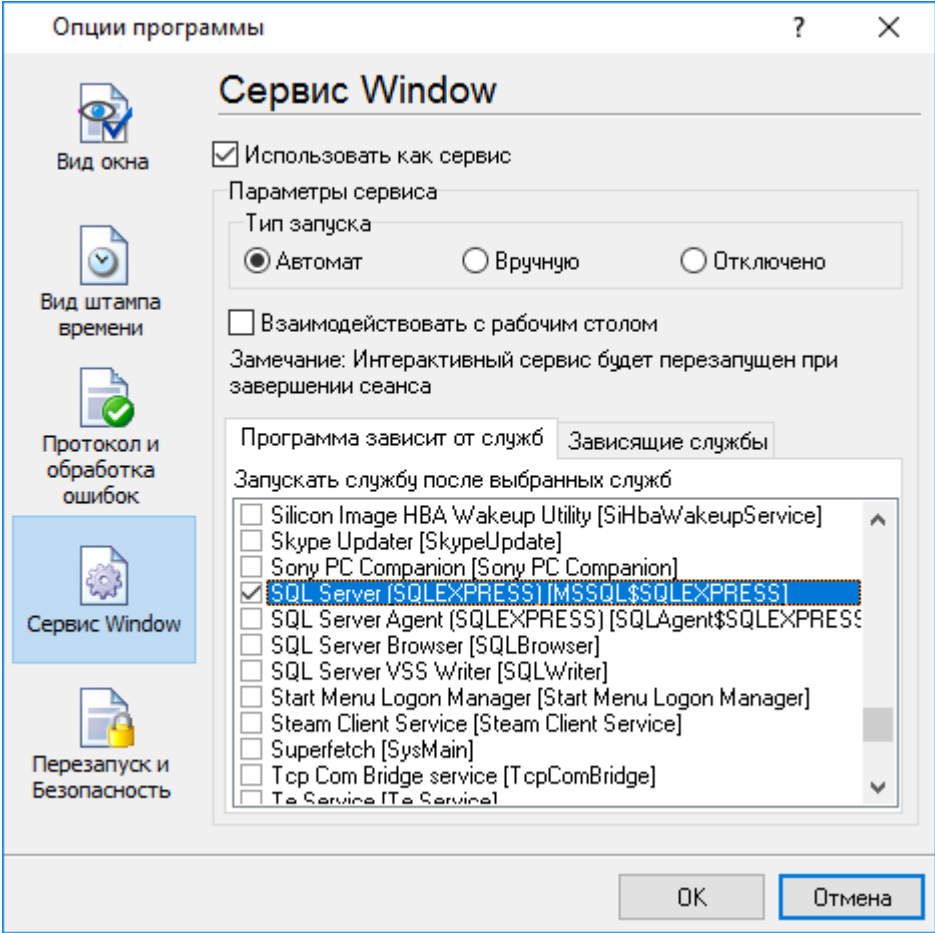 Опции программы
?
Сервис Window
Вид окна
Использовать как сервис
Параметры сервиса
Тип запуска
Автомат
Вручную
Отключено
Вид штампа
времени
Взаимодействовать с рабочим столом
Замечание: Интерактивный сервис будет перезапущен при
завершении сеанса
Протокол и
обработка
ошибок
Программа зависит от служб
Зависящие службы
Запускать службу после выбранных служб
Silicon Image HBA Wakeup Utility [SiHbaWakeupService]
Skype Updater [SkypeUpdate]
Sony PC Companion [Sony PC Companion]
SQL Server (SQLEXPRESS) [MSSQL$SQLEXPRESS]
SQL Server Agent (SQLEXPRESS) [SQLAgent$SQLEXPRESS
SQL Server Browser [SQLBrowser]
SQL Server VSS Writer [SQLWriter]
Start Menu Logon Manager [Start Menu Logon Manager]
Steam Client Service [Steam Client Service]
Superfetch [SysMain]
Tcp Com Bridge service [TcpComBridge]
Te.Service [Te.Service]
Сервис Window
Перезапуск и
Безопасность
OK
Отмена